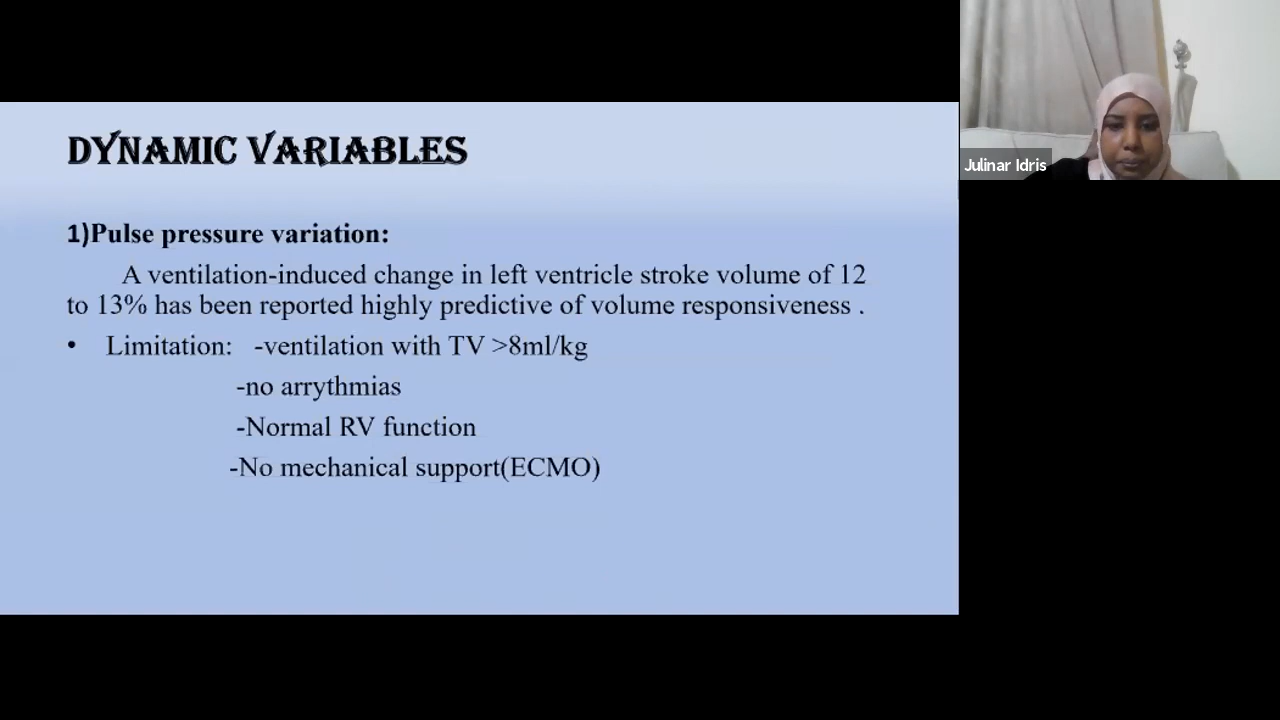 DYNAMIC VARIABLES
1)Pulse pressure variation:
A ventilation-induced change in left ventricle stroke volume of 12
to 13% has been reported highly predictive of volume responsiveness .
• Limitation: -ventilation with TV >8ml/kg
-no arrythmias
-Normal RV function
-No mechanical support(ECMO)
Julinar Idris